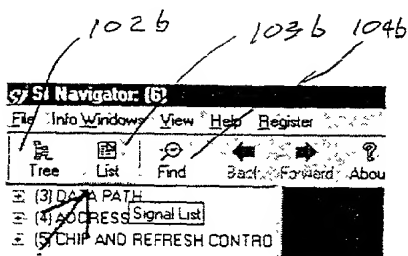 102b 103b 104b
Si Navigator: (6)
File Info Windows View Help Register
Tree List Find Back Forward Abou
(3) DATA PATH
(4) ADDRESS Signal List
(5) CHIP AND REFRESH CONTRO